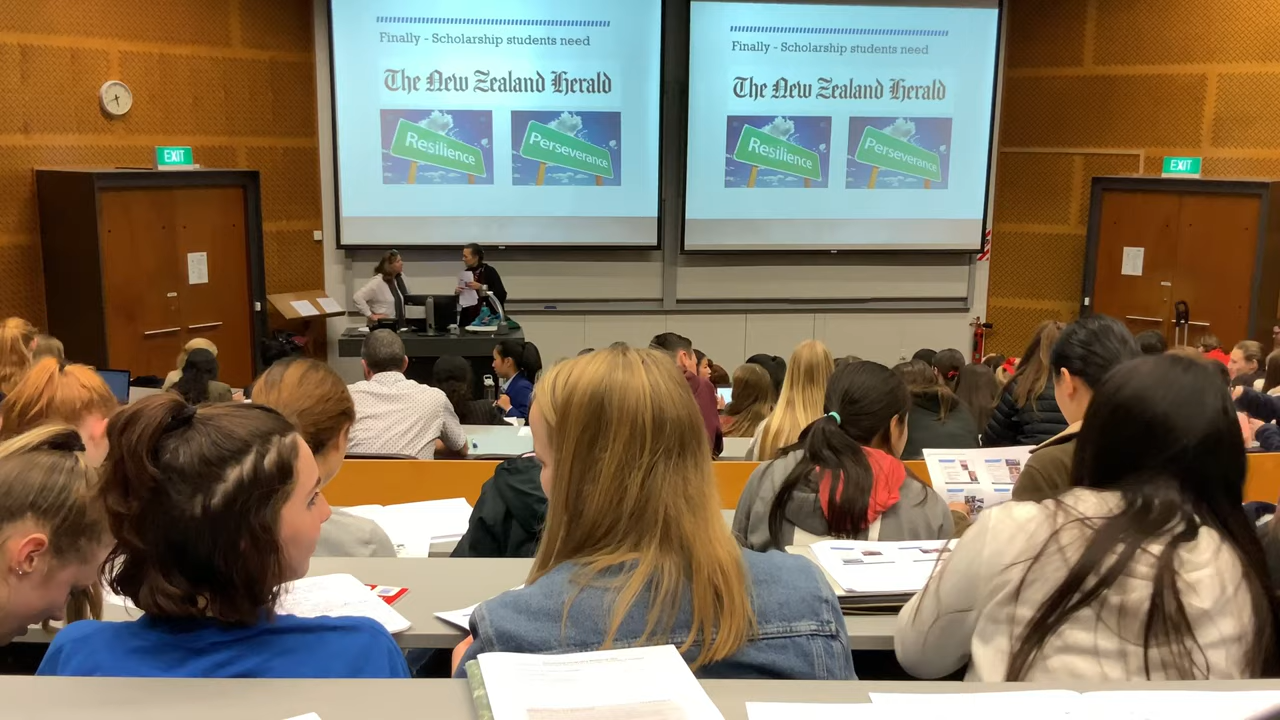 Finally - Scholarship students need
The New Zealand Herald
Resilience
Perseverance
Finally - Scholarship students need
The New Zealand Herald
Resilience
Perseverance
EXIT
EXIT